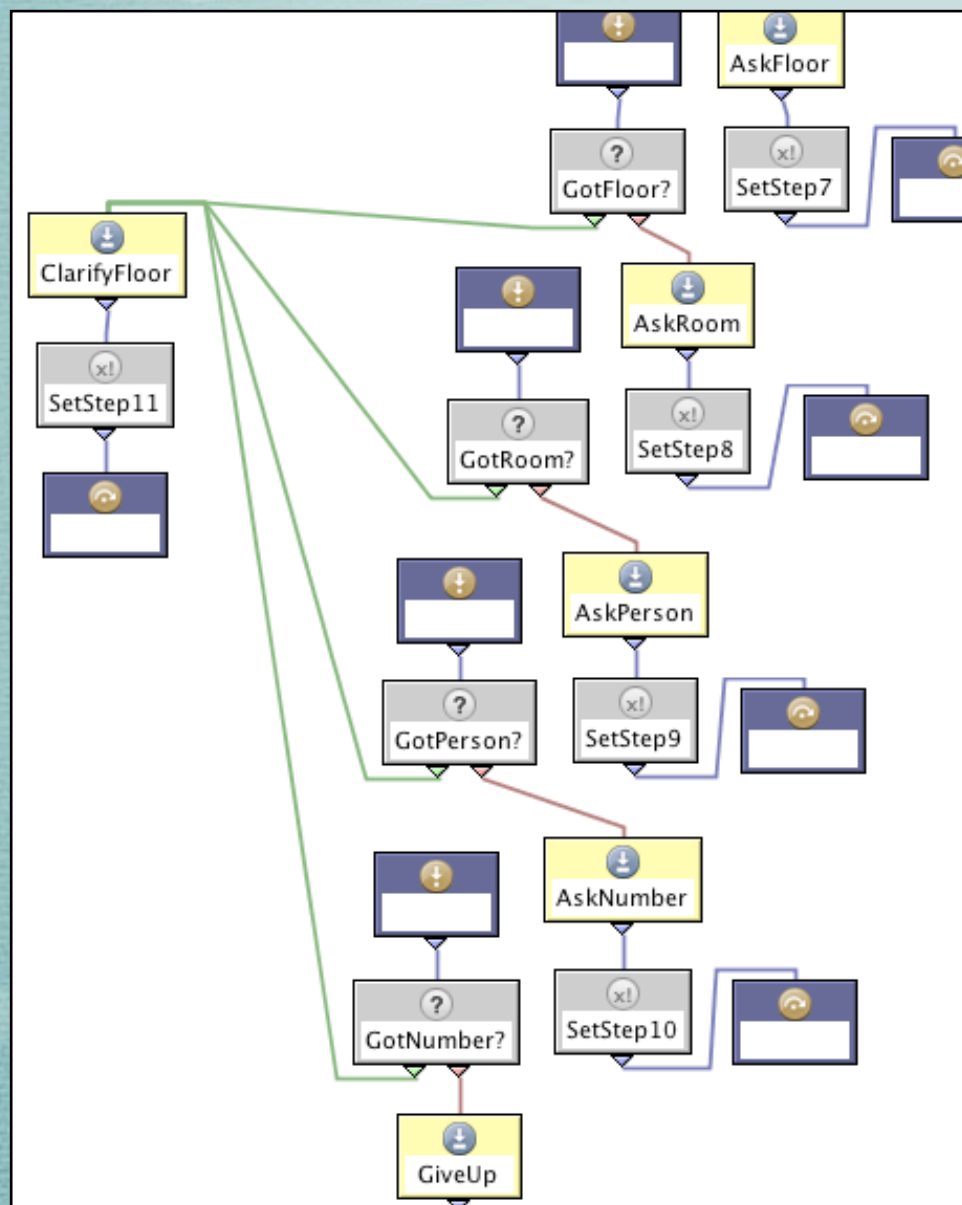 AskFloor
?
GotFloor?
x!
SetStep7
ClarifyFloor
AskRoom
x!
SetStep11
?
GotRoom?
x!
SetStep8
AskPerson
?
GotPerson?
x!
SetStep9
AskNumber
?
GotNumber?
x!
SetStep10
GiveUp